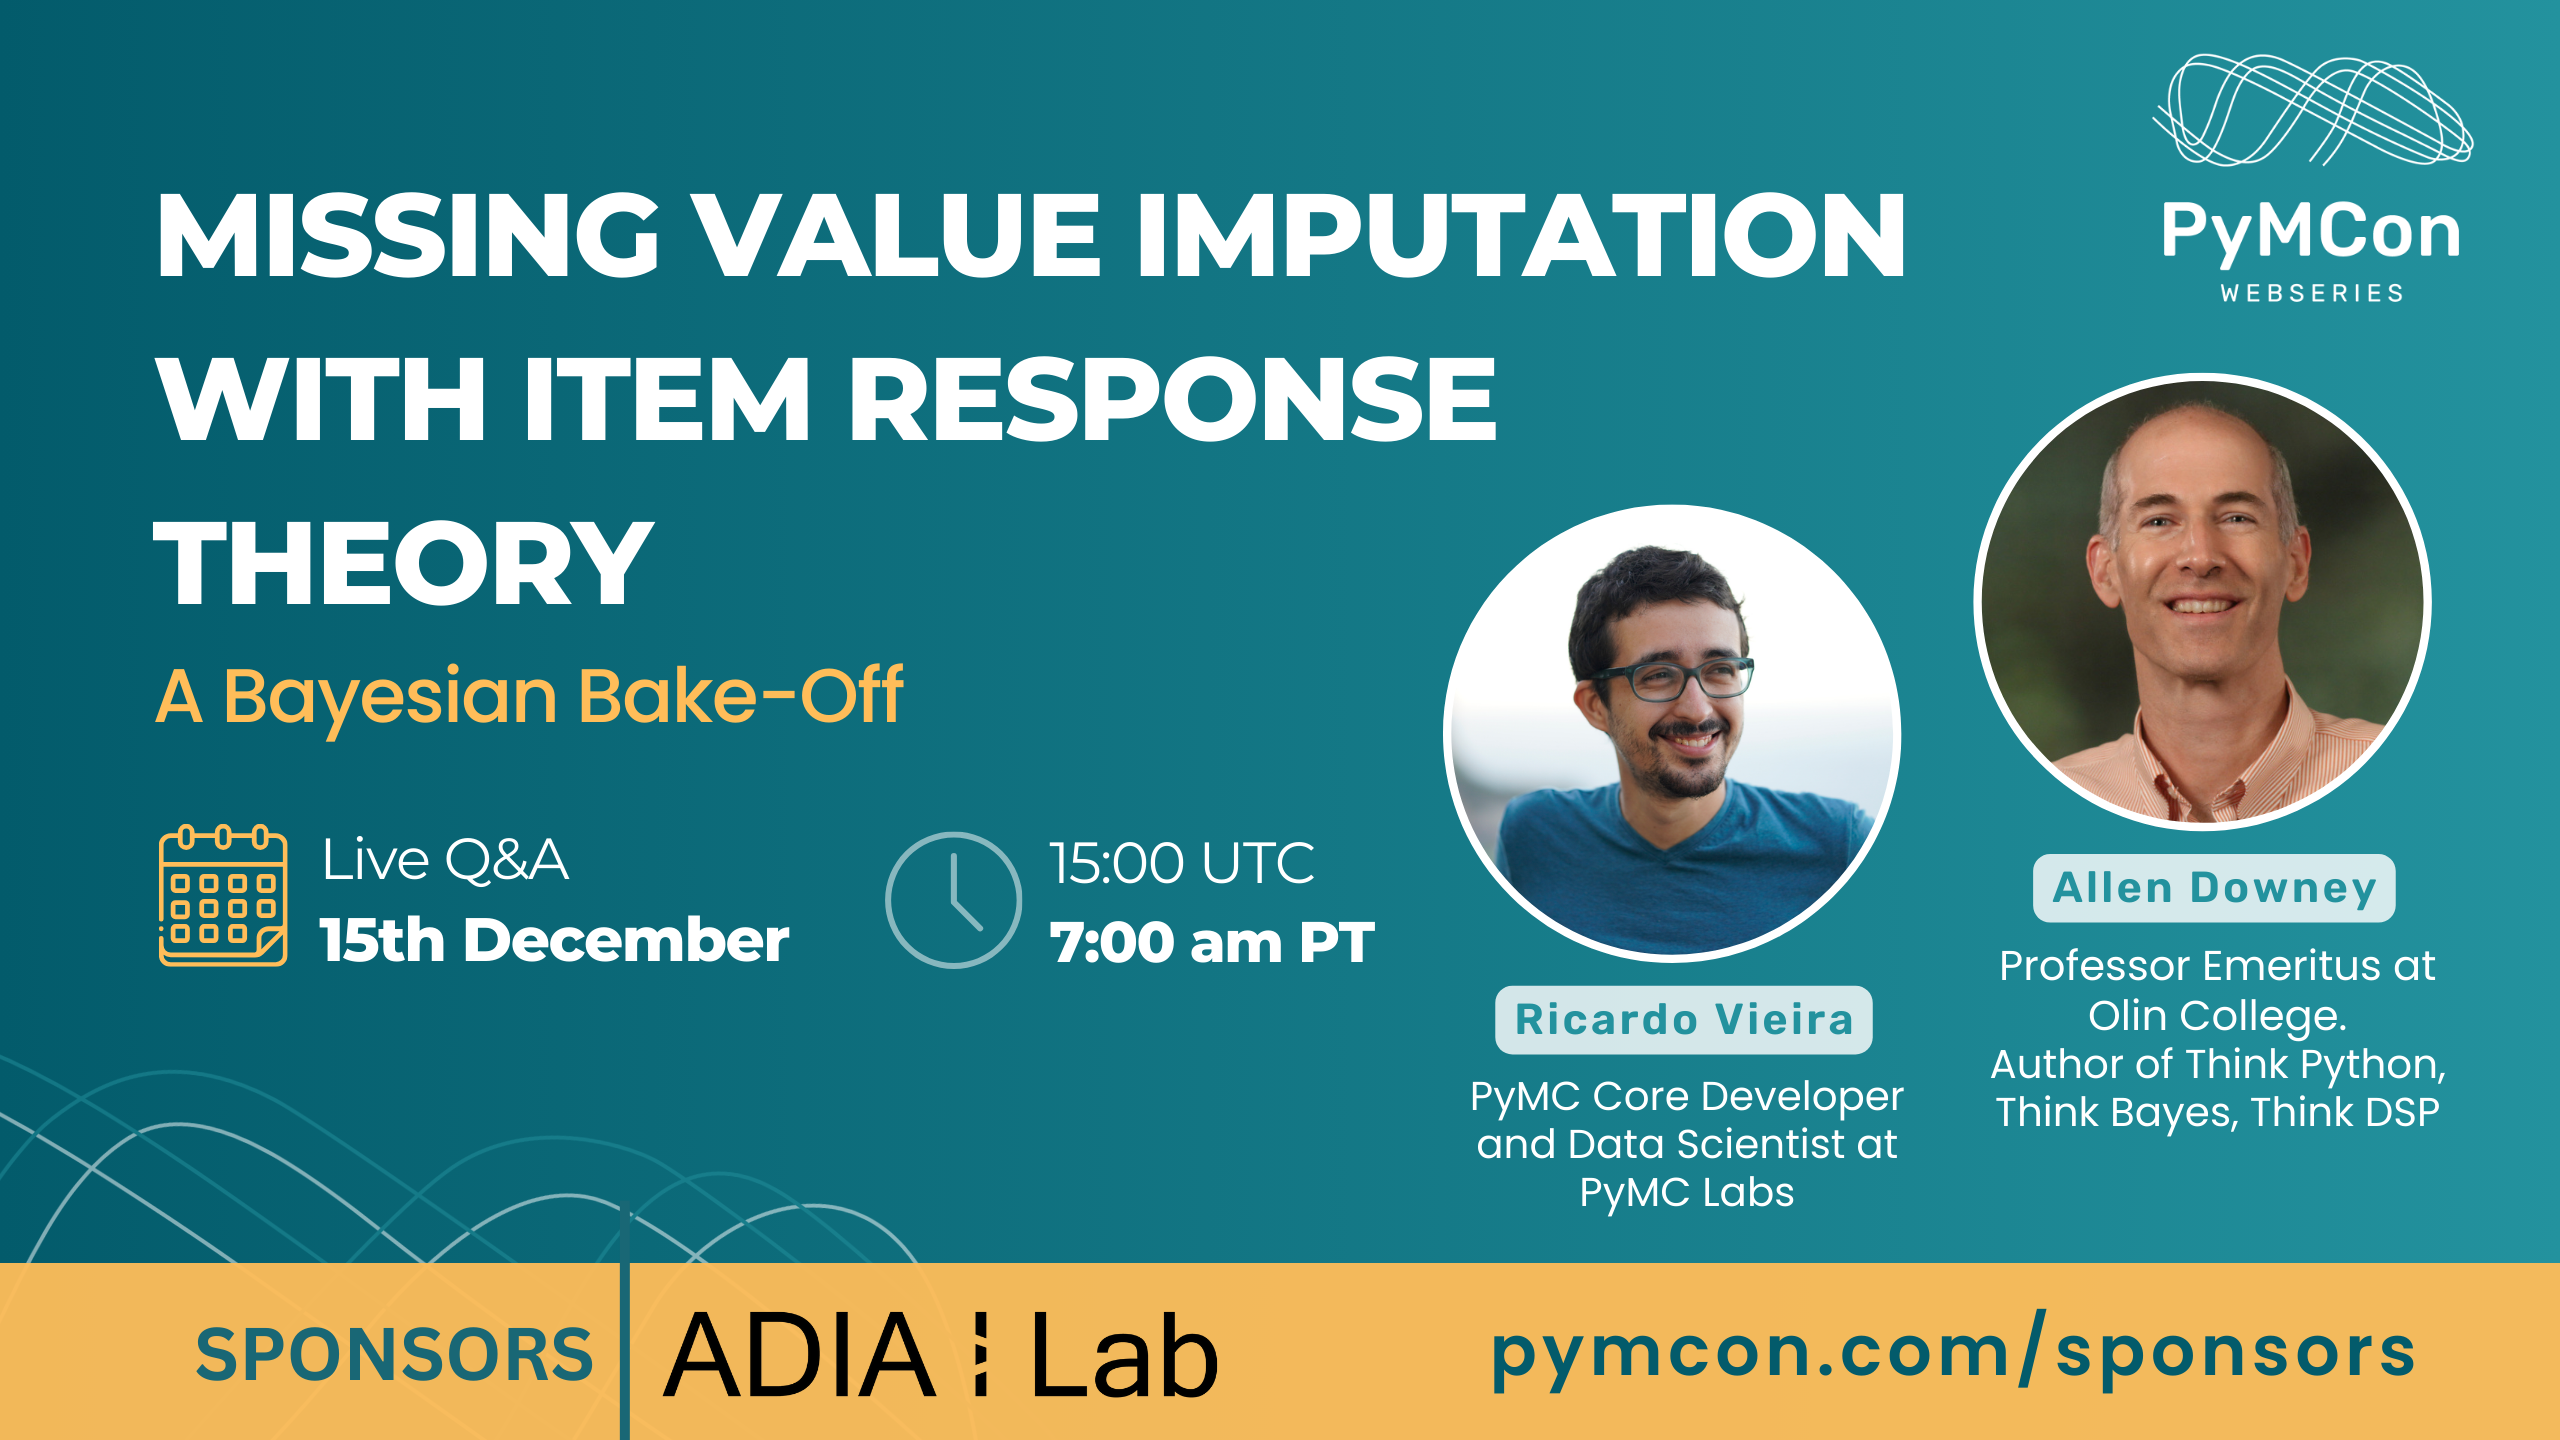 PyMCon
WEBSERIES
MISSING VALUE IMPUTATION
WITH ITEM RESPONSE
THEORY
A Bayesian Bake-Off
Live Q&A
15th December
15:00 UTC
7:00 am PT
Ricardo Vieira
PyMC Core Developer
and Data Scientist at
PyMC Labs
Allen Downey
Professor Emeritus at
Olin College.
Author of Think Python,
Think Bayes, Think DSP
SPONSORS
ADIA Lab
pymcon.com/sponsors